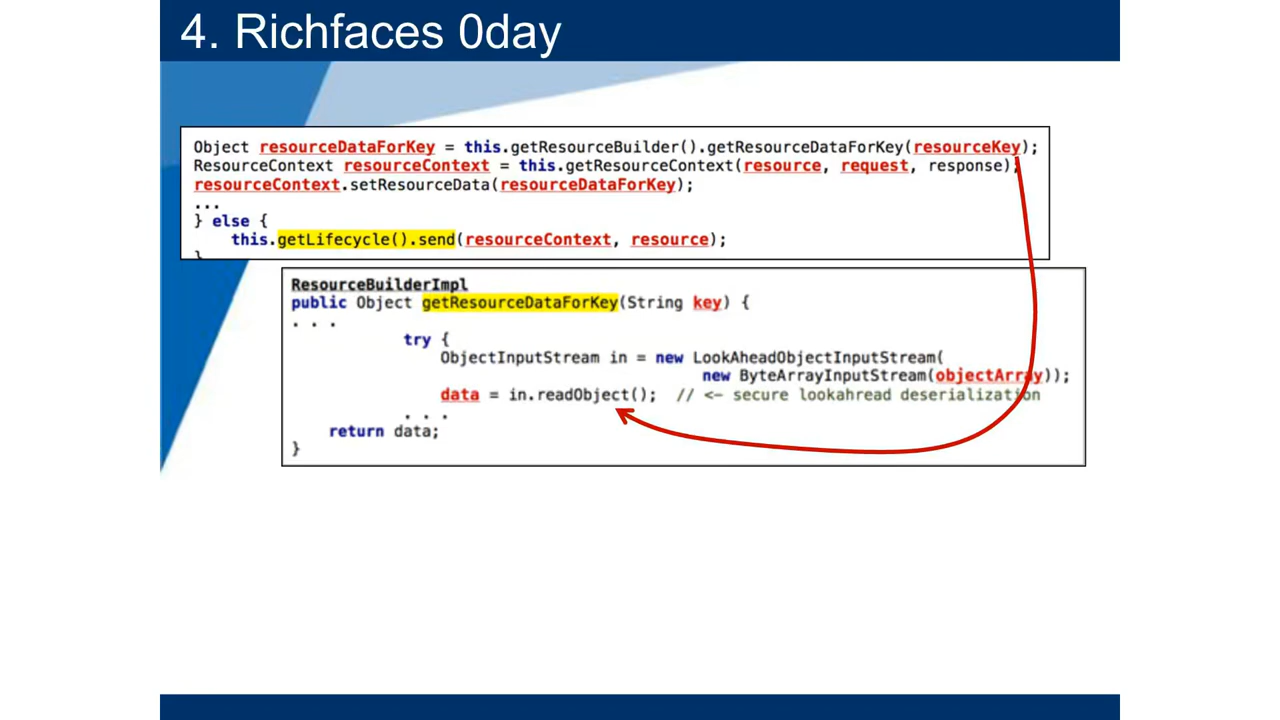 4. Richfaces 0day
Object resourceDataForKey = this.getResourceBuilder().getResourceDataForKey(resourceKey);
ResourceContext resourceContext = this.getResourceContext(resource, request, response);
resourceContext.setResourceData(resourceDataForKey);
...
} else {
this.getLifecycle().send(resourceContext, resource);
}
ResourceBuilderImpl
public Object getResourceDataForKey(String key) {
. . .
try {
ObjectInputStream in = new LookAheadObjectInputStream(
new ByteArrayInputStream(objectArray));
data = in.readObject(); // <- secure lookahread deserialization
. . .
return data;
}